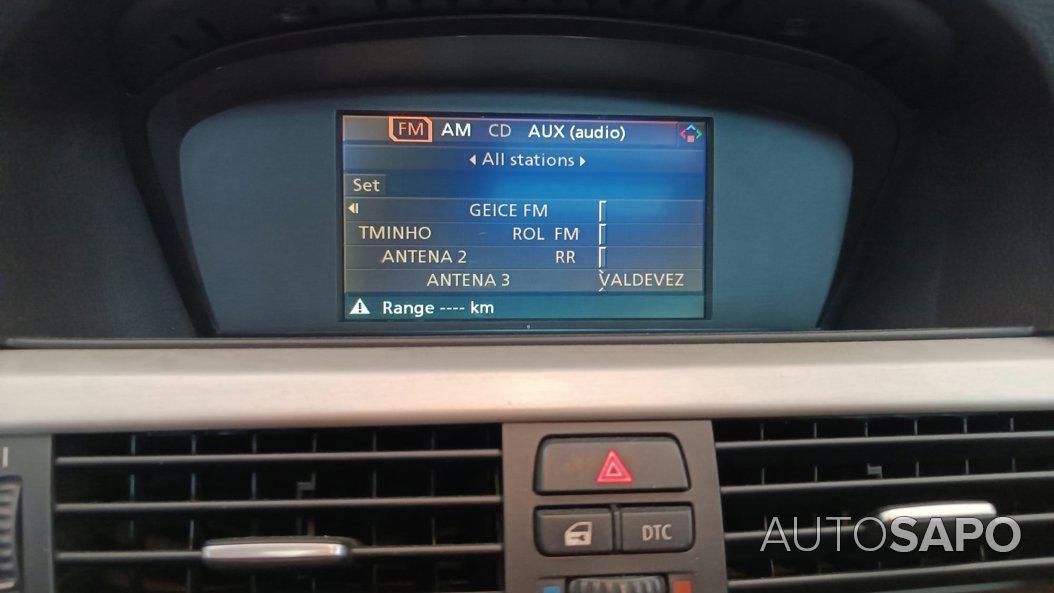 FM AM CD AUX (audio)
All stations
Set
GEICE FM
TMINHO ROL FM
ANTENA 2 RR
ANTENA 3 VALDEVEZ
Range ---- km
DTC
AUTOSAPO